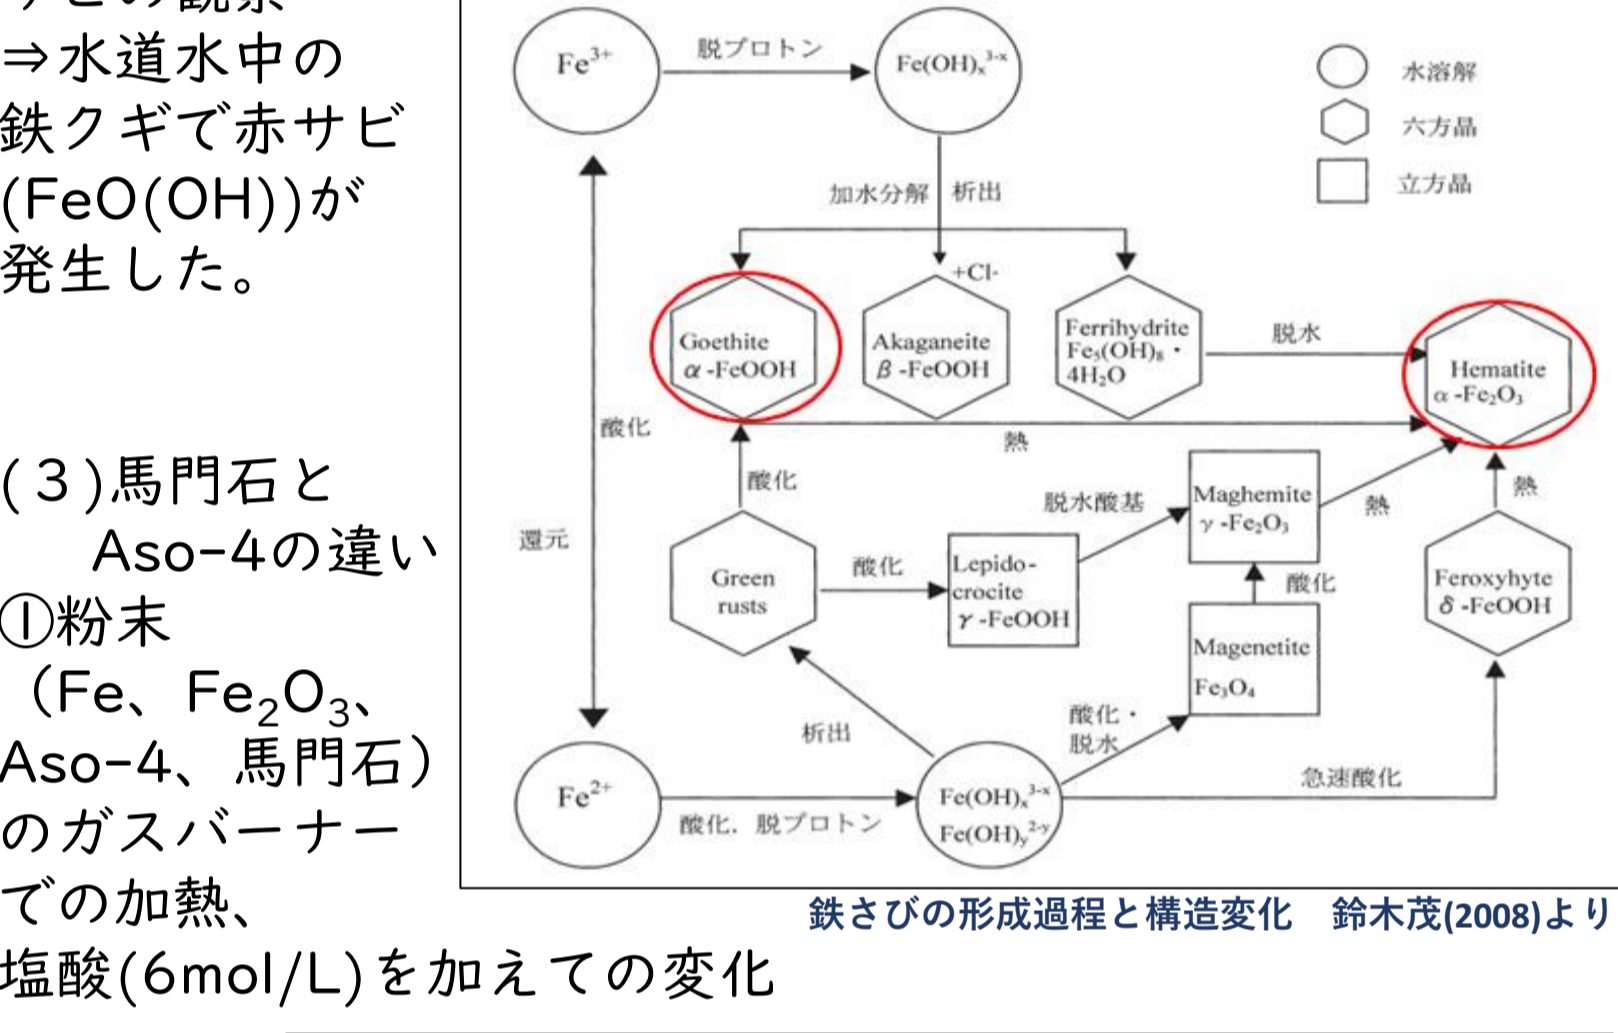 ⇒水道水中の
鉄クギで赤サビ
(FeO(OH))が
発生した。
(3)馬門石と
Aso-4の違い
①粉末
(Fe、Fe₂O₃、
Aso-4、馬門石)
のガスバーナー
での加熱、
塩酸(6mol/L)を加えての変化
Fe³⁺
脱プロトン
Fe(OH)ₓ³⁻ˣ
水溶解
六方晶
立方晶
加水分解
析出
+Cl-
Goethite
α-FeOOH
Akaganeite
β-FeOOH
Ferrihydrite
Fe₅(OH)₈・
4H₂O
脱水
Hematite
α-Fe₂O₃
酸化
還元
熱
酸化
脱水酸基
Maghemite
γ-Fe₂O₃
熱
熱
Green
rusts
酸化
Lepido-
crocite
γ-FeOOH
酸化
Feroxyhyte
δ-FeOOH
Magenetite
Fe₃O₄
析出
酸化・
脱水
急速酸化
Fe²⁺
酸化．脱プロトン
Fe(OH)ₓ³⁻ˣ
Fe(OH)ᵧ²⁻ʸ
鉄さびの形成過程と構造変化 鈴木茂(2008)より